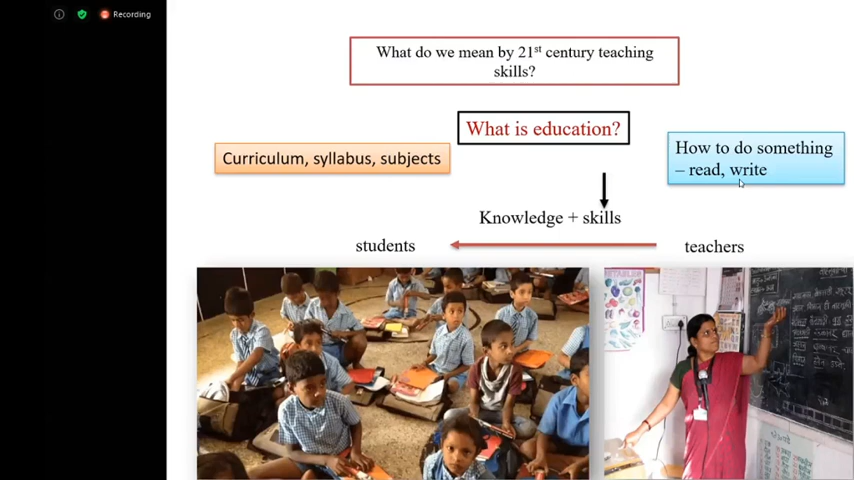 Recording
What do we mean by 21st century teaching
skills?
What is education?
Curriculum, syllabus, subjects
How to do something
– read, write
Knowledge + skills
students
teachers